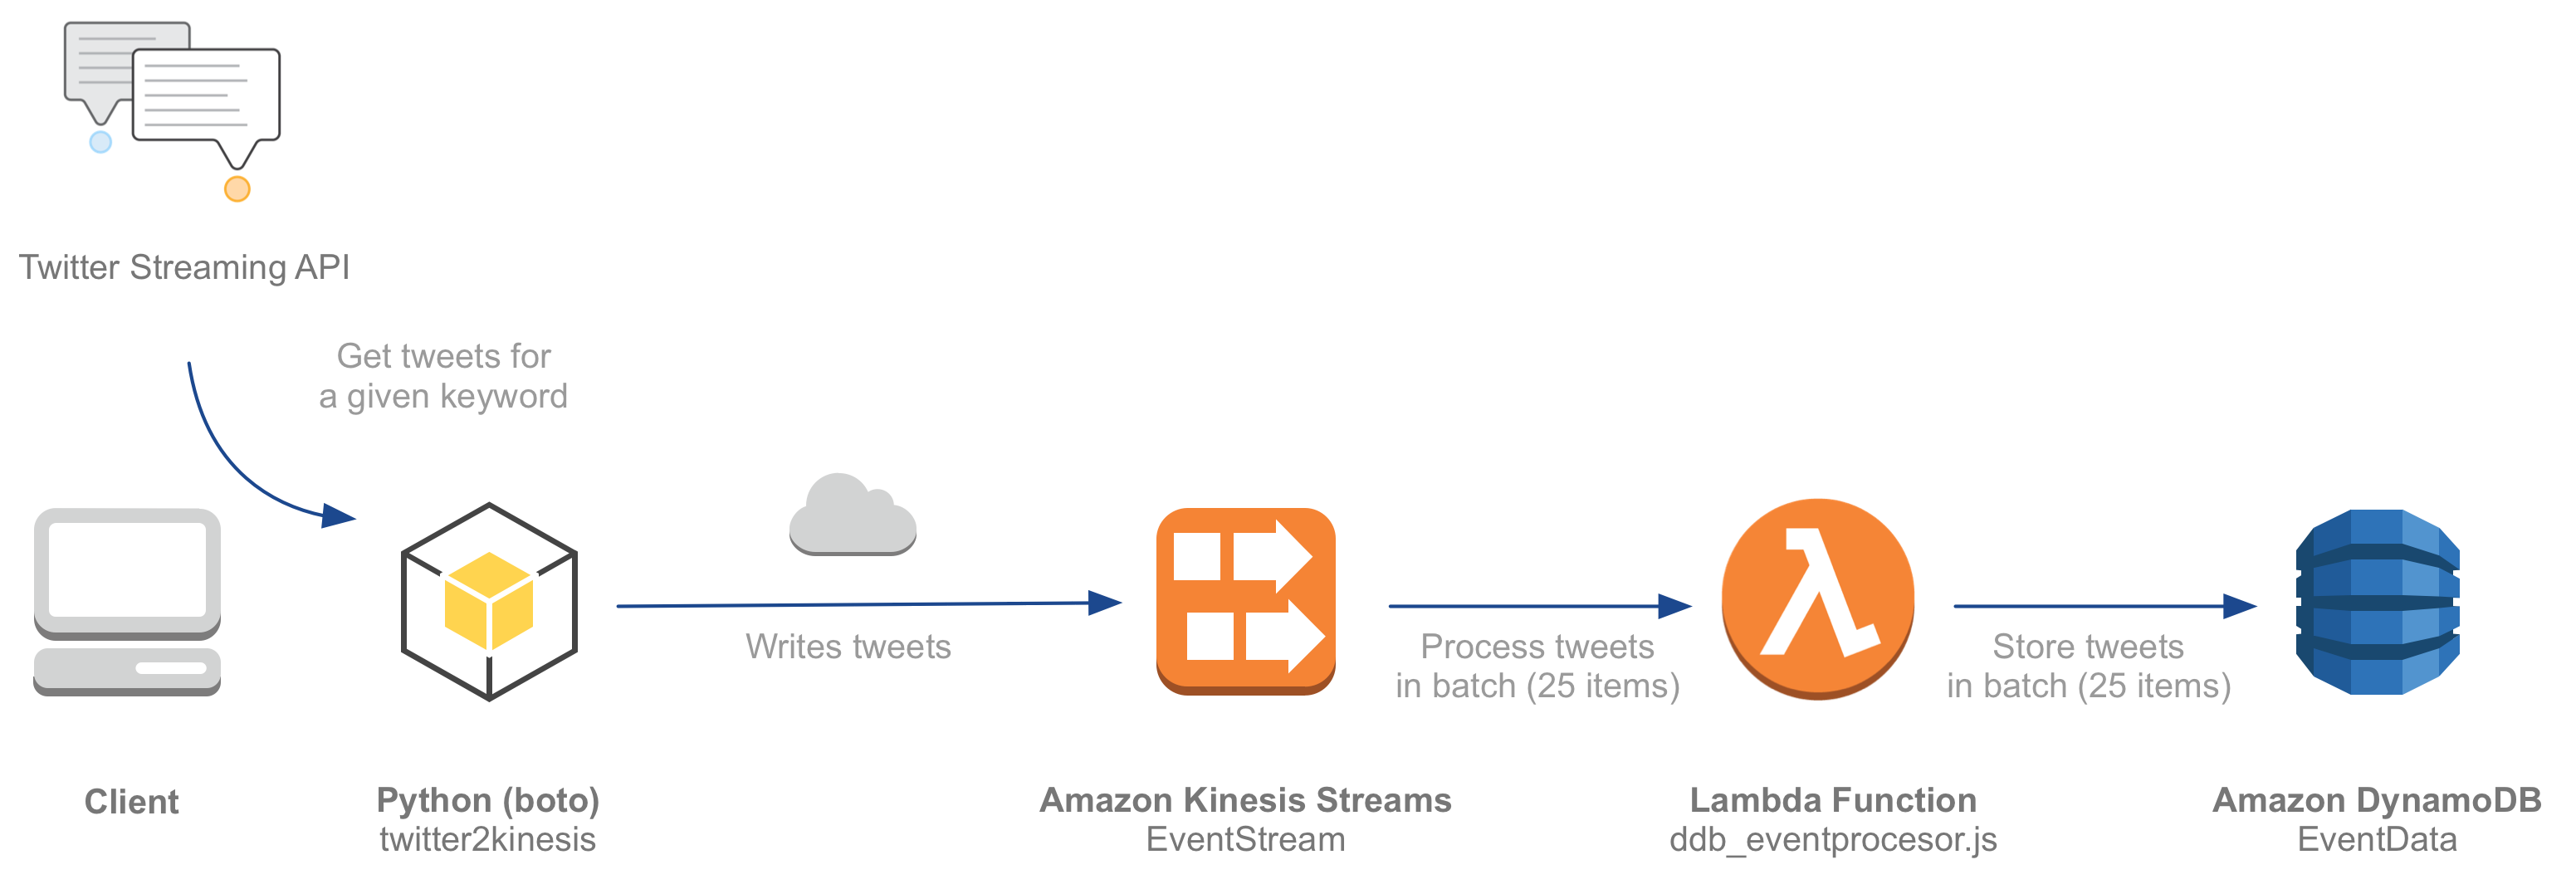 Twitter Streaming API
Get tweets for
a given keyword
Writes tweets
Process tweets
in batch (25 items)
Store tweets
in batch (25 items)
Client
Python (boto)
twitter2kinesis
Amazon Kinesis Streams
EventStream
Lambda Function
ddb_eventprocesor.js
Amazon DynamoDB
EventData